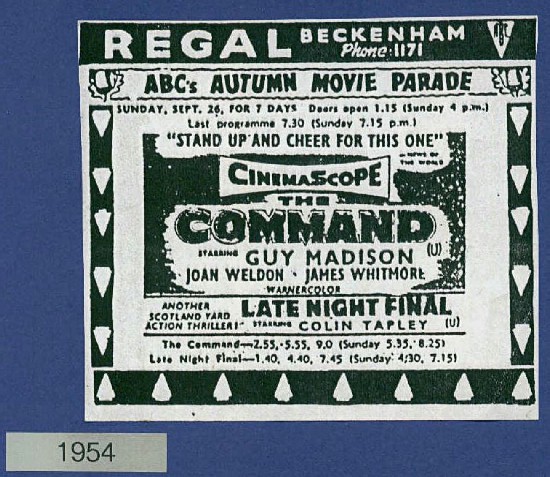 REGAL BECKENHAM
Phone: 1171
ABC
ABC's AUTUMN MOVIE PARADE
SUNDAY, SEPT. 26, FOR 7 DAYS Doors open 1.15 (Sunday 4 p.m.)
Last programme 7.30 (Sunday 7.15 p.m.)
"STAND UP AND CHEER FOR THIS ONE"
—NEWS OF
THE WORLD
CINEMASCOPE
THE
COMMAND
(U)
STARRING GUY MADISON
JOAN WELDON · JAMES WHITMORE
WARNERCOLOR
ANOTHER
SCOTLAND YARD
ACTION THRILLER!"
LATE NIGHT FINAL
STARRING COLIN TAPLEY (U)
The Command—2.55, 5.55, 9.0 (Sunday 5.35, 8.25)
Late Night Final—1.40, 4.40, 7.45 (Sunday 4/30, 7.15)
1954